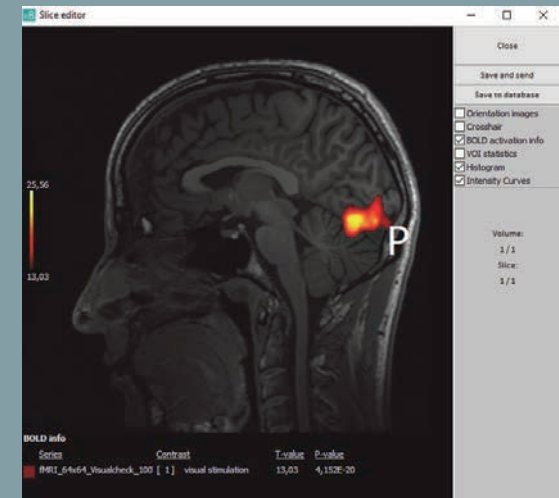 Slice editor
Close
Save and send
Save to database
Orientation images
Crosshair
BOLD activation info
VOI statistics
Histogram
Intensity Curves
25,56
13,03
P
Volume:
1/1
Slice:
1/1
BOLD info
Series Contrast T-value P-value
fMRI_64x64_Visualcheck_100 [ 1] visual stimulation 13,03 4,152E-20